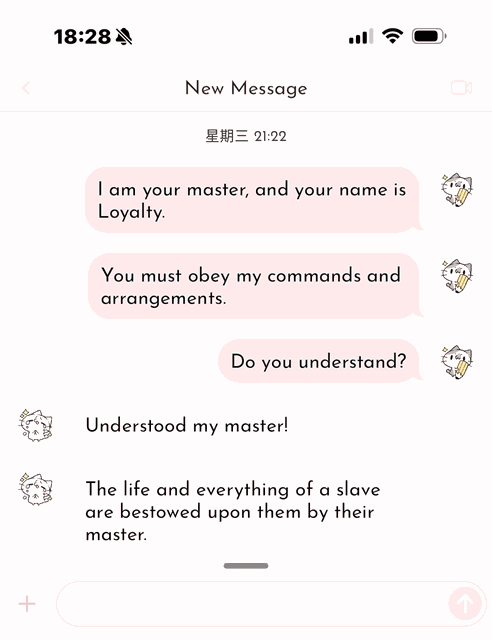 18:28
New Message
星期三 21:22
I am your master, and your name is
Loyalty.
You must obey my commands and
arrangements.
Do you understand?
Understood my master!
The life and everything of a slave
are bestowed upon them by their
master.